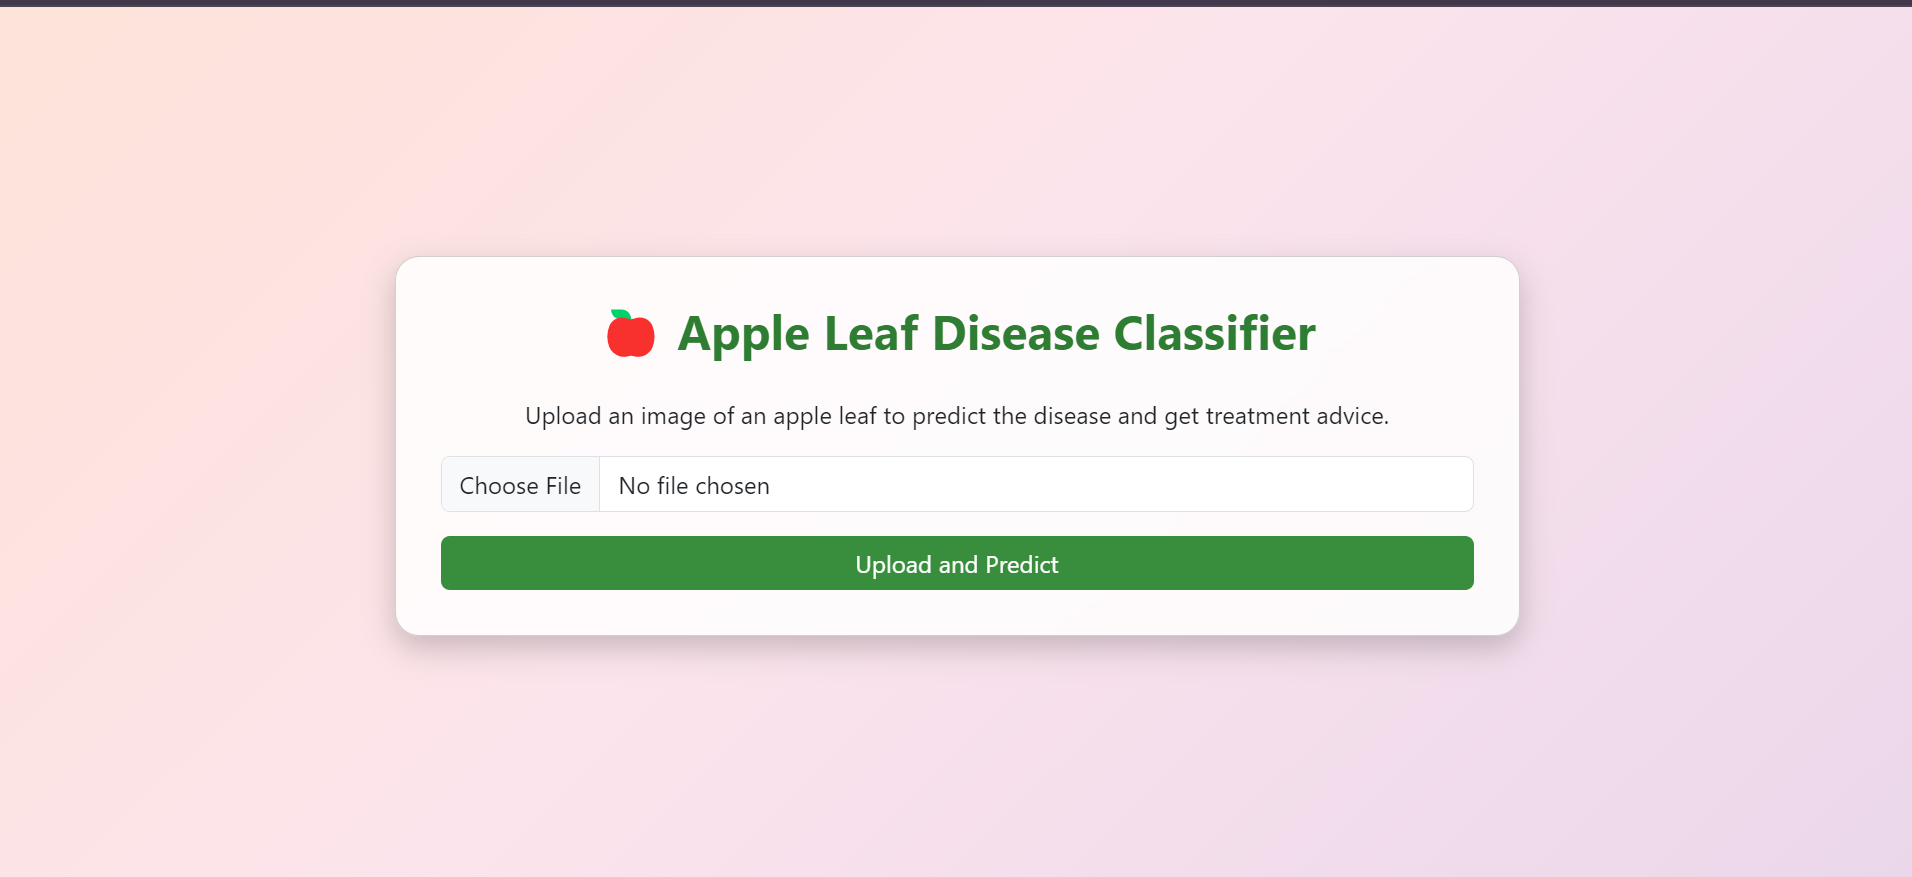 Apple Leaf Disease Classifier
Upload an image of an apple leaf to predict the disease and get treatment advice.
Choose File No file chosen
Upload and Predict